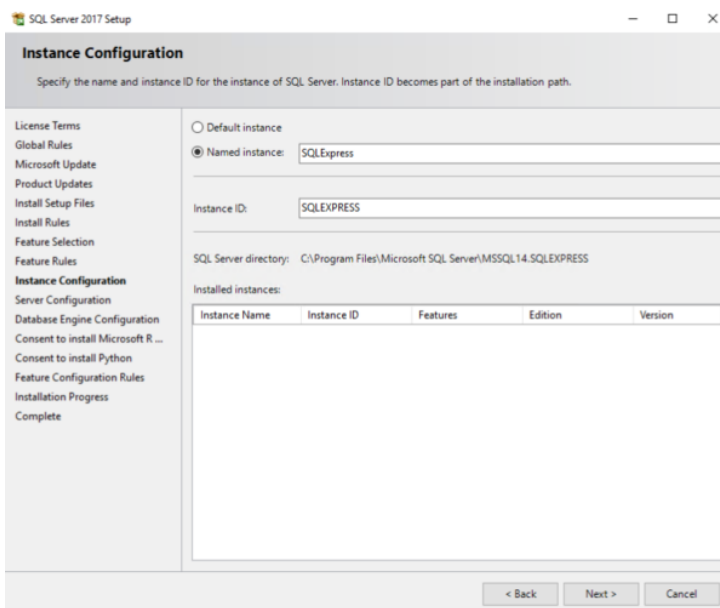 SQL Server 2017 Setup
Instance Configuration
Specify the name and instance ID for the instance of SQL Server. Instance ID becomes part of the installation path.
License Terms
Global Rules
Microsoft Update
Product Updates
Install Setup Files
Install Rules
Feature Selection
Feature Rules
Instance Configuration
Server Configuration
Database Engine Configuration
Consent to install Microsoft R ...
Consent to install Python
Feature Configuration Rules
Installation Progress
Complete
Default instance
Named instance: SQLExpress
Instance ID: SQLEXPRESS
SQL Server directory: C:\Program Files\Microsoft SQL Server\MSSQL14.SQLEXPRESS
Installed instances:
Instance Name Instance ID Features Edition Version
< Back Next > Cancel